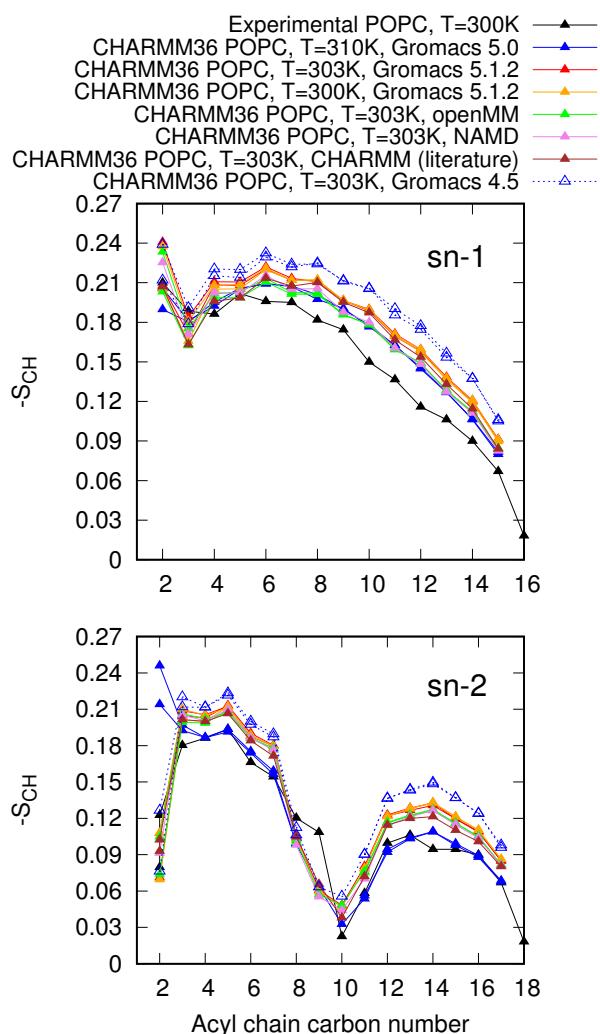 Experimental POPC, T=300K
CHARMM36 POPC, T=310K, Gromacs 5.0
CHARMM36 POPC, T=303K, Gromacs 5.1.2
CHARMM36 POPC, T=300K, Gromacs 5.1.2
CHARMM36 POPC, T=303K, openMM
CHARMM36 POPC, T=303K, NAMD
CHARMM36 POPC, T=303K, CHARMM (literature)
CHARMM36 POPC, T=303K, Gromacs 4.5
0.27
sn-1
0.24
0.21
0.18
0.15
-SCH
0.12
0.09
0.06
0.03
0
2 4 6 8 10 12 14 16 18
0.27
sn-2
0.24
0.21
0.18
0.15
-SCH
0.12
0.09
0.06
0.03
0
2 4 6 8 10 12 14 16 18
Acyl chain carbon number